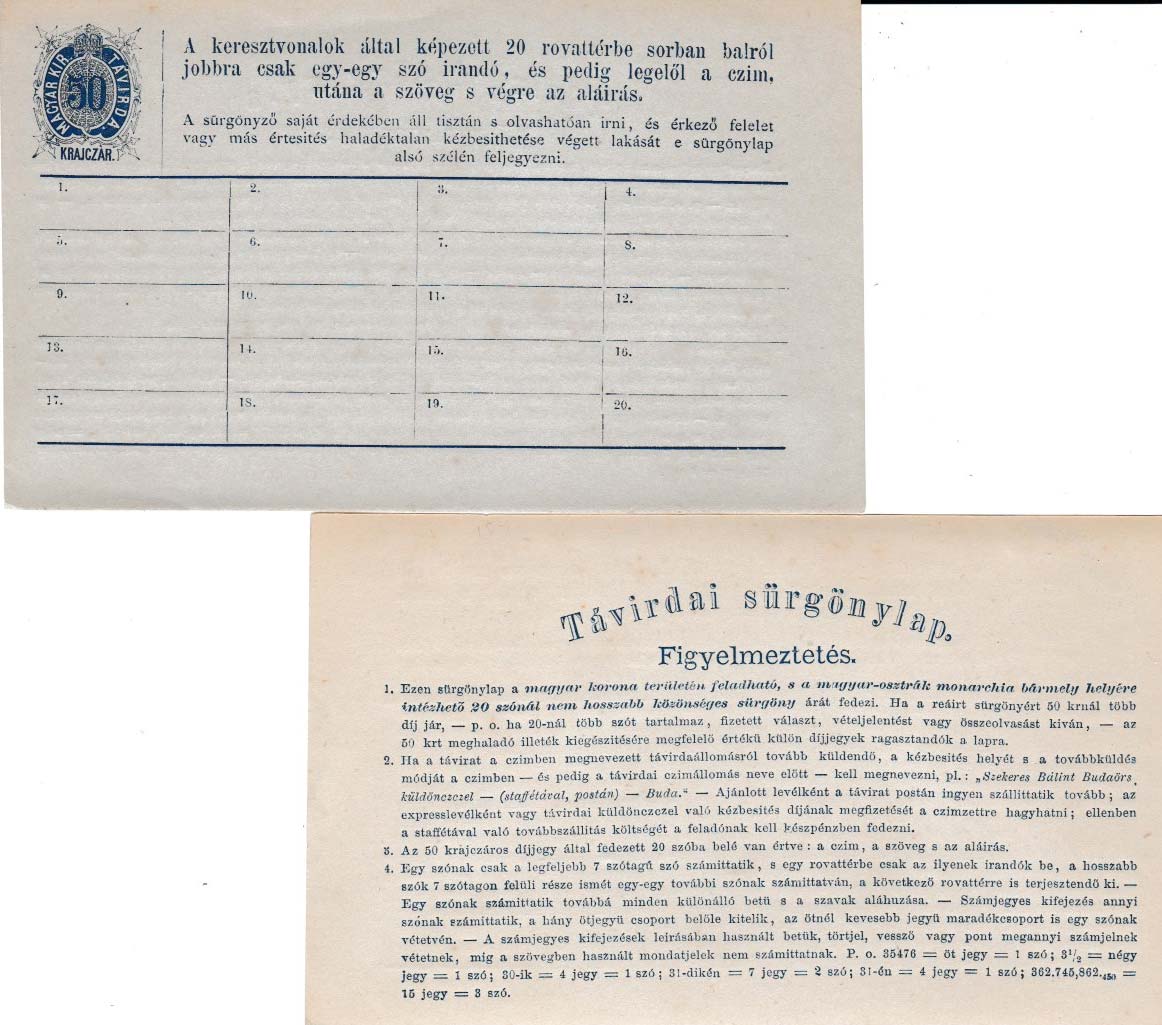 MAGYAR KIR. TÁVIRDA.
50
KRAJCZÁR.
A keresztvonalok által képezett 20 rovattérbe sorban balról
jobbra csak egy-egy szó irandó, és pedig legelől a czim,
utána a szöveg s végre az aláirás.
A sürgönyző saját érdekében áll tisztán s olvashatóan irni, és érkező felelet
vagy más értesités haladéktalan kézbesithetése végett lakását e sürgönylap
alsó szélén feljegyezni.
1. 2. 3. 4.
5. 6. 7. 8.
9. 10. 11. 12.
13. 14. 15. 16.
17. 18. 19. 20.
Távirdai sürgönylap.
Figyelmeztetés.
1. Ezen sürgönylap a magyar korona területén feladható, s a magyar-osztrák monarchia bármely helyére
intézhető 20 szónál nem hosszabb közönséges sürgöny árát fedezi. Ha a reáirt sürgönyért 50 krnál több
díj jár, — p. o. ha 20-nál több szót tartalmaz, fizetett választ, vételjelentést vagy összeolvasást kiván, — az
50 krt meghaladó illeték kiegészitésére megfelelő értékü külön díjjegyek ragasztandók a lapra.
2. Ha a távirat a czimben megnevezett távirdaállomásról tovább küldendő, a kézbesités helyét s a továbbküldés
módját a czimben — és pedig a távirdai czimállomás neve előtt — kell megnevezni, pl.: „Szekeres Bálint Budaörs
küldönczczel — (staffétával, postán) — Buda.“ — Ajánlott levélként a távirat postán ingyen szállittatik tovább; az
expresslevélként vagy távirdai küldönczczel való kézbesités díjának megfizetését a czimzettre hagyhatni; ellenben
a staffétával való továbbszállitás költségét a feladónak kell készpénzben fedezni.
3. Az 50 krajczáros díjjegy által fedezett 20 szóba belé van értve: a czim, a szöveg s az aláirás.
4. Egy szónak csak a legfeljebb 7 szótagú szó számittatik, s egy rovattérbe csak az ilyenek irandók be, a hosszabb
szók 7 szótagon felüli része ismét egy-egy további szónak számittatván, a következő rovattérre is terjesztendő ki. —
Egy szónak számittatik továbbá minden különálló betü s a szavak aláhuzása. — Számjegyes kifejezés annyi
szónak számittatik, a hány ötjegyü csoport belőle kitelik, az ötnél kevesebb jegyü maradékcsoport is egy szónak
vétetvén. — A számjegyes kifejezések leirásában használt betük, törtjel, vessző vagy pont megannyi számjelnek
vétetnek, mig a szövegben használt mondatjelek nem számittatnak. P. o. 35476 = öt jegy = 1 szó; 3½ = négy
jegy = 1 szó; 30-ik = 4 jegy = 1 szó; 31-dikén = 7 jegy = 2 szó; 31-én = 4 jegy = 1 szó; 362.745,862.₄₅₀ =
15 jegy = 3 szó.